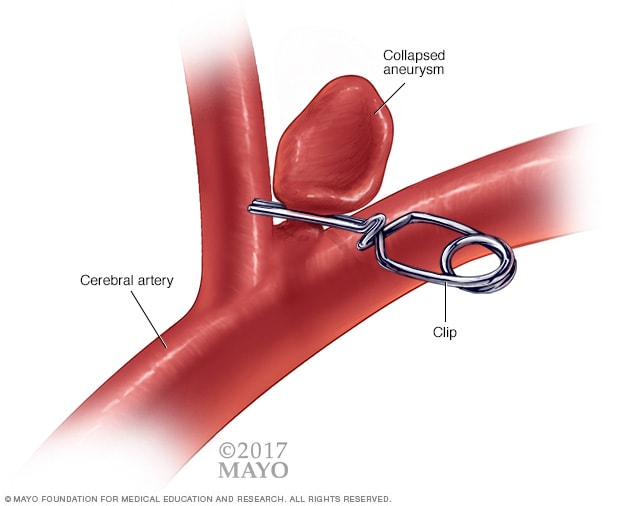 Collapsed
aneurysm
Cerebral artery
Clip
©2017
MAYO
© MAYO FOUNDATION FOR MEDICAL EDUCATION AND RESEARCH. ALL RIGHTS RESERVED.